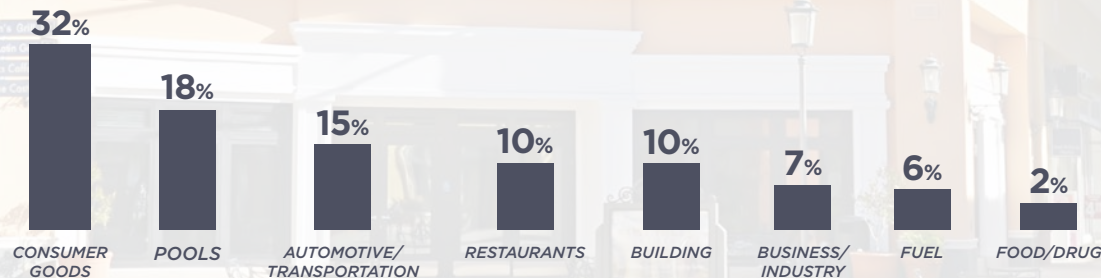 32%
18%
15%
10%
10%
7%
6%
2%
CONSUMER
GOODS
POOLS
AUTOMOTIVE/
TRANSPORTATION
RESTAURANTS
BUILDING
BUSINESS/
INDUSTRY
FUEL
FOOD/DRUG